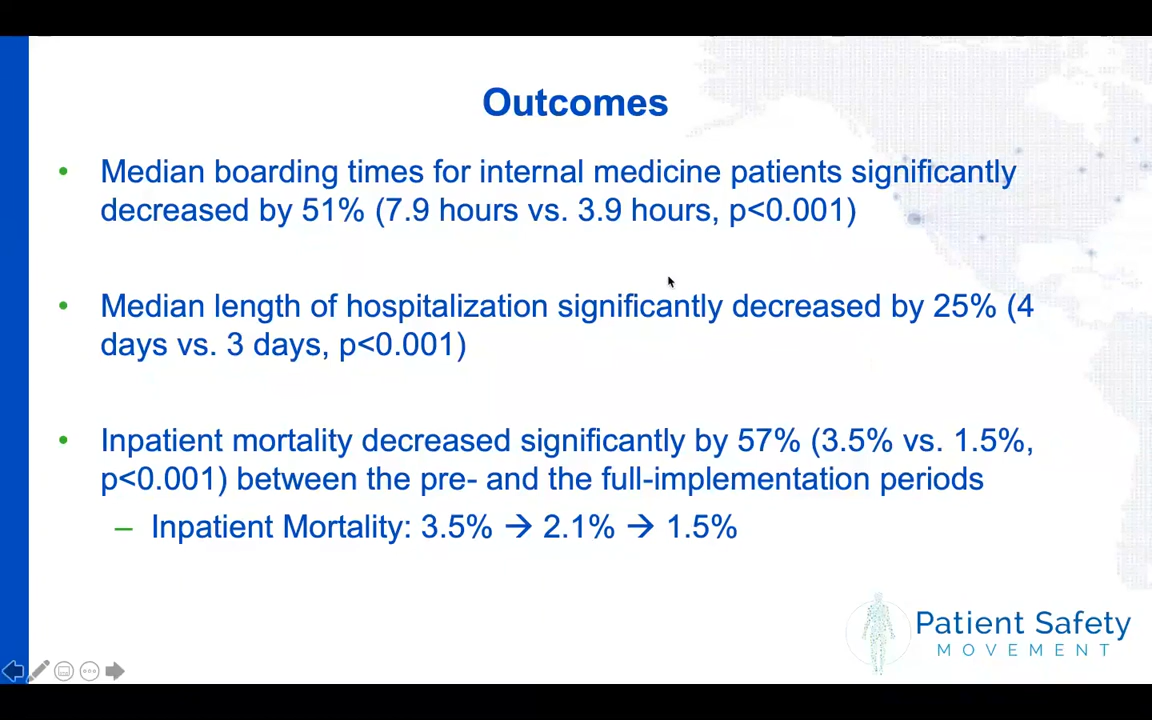 Outcomes
• Median boarding times for internal medicine patients significantly
decreased by 51% (7.9 hours vs. 3.9 hours, p<0.001)
• Median length of hospitalization significantly decreased by 25% (4
days vs. 3 days, p<0.001)
• Inpatient mortality decreased significantly by 57% (3.5% vs. 1.5%,
p<0.001) between the pre- and the full-implementation periods
– Inpatient Mortality: 3.5% → 2.1% → 1.5%
Patient Safety
MOVEMENT